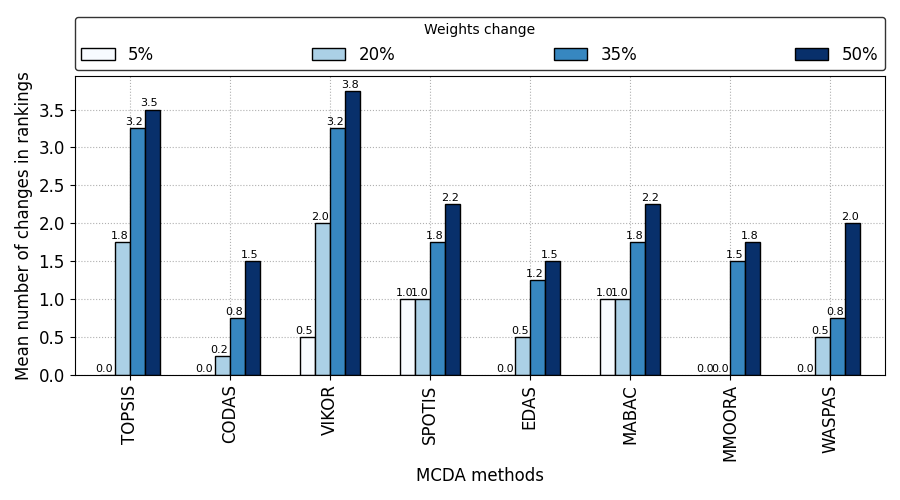 Weights change
5% 20% 35% 50%
Mean number of changes in rankings
3.5
3.0
2.5
2.0
1.5
1.0
0.5
0.0
0.0 1.8 3.2 3.5
0.0 0.2 0.8 1.5
0.5 2.0 3.2 3.8
1.0 1.0 1.8 2.2
0.0 0.5 1.2 1.5
1.0 1.0 1.8 2.2
0.0 0.0 1.5 1.8
0.0 0.5 0.8 2.0
TOPSIS
CODAS
VIKOR
SPOTIS
EDAS
MABAC
MMOORA
WASPAS
MCDA methods